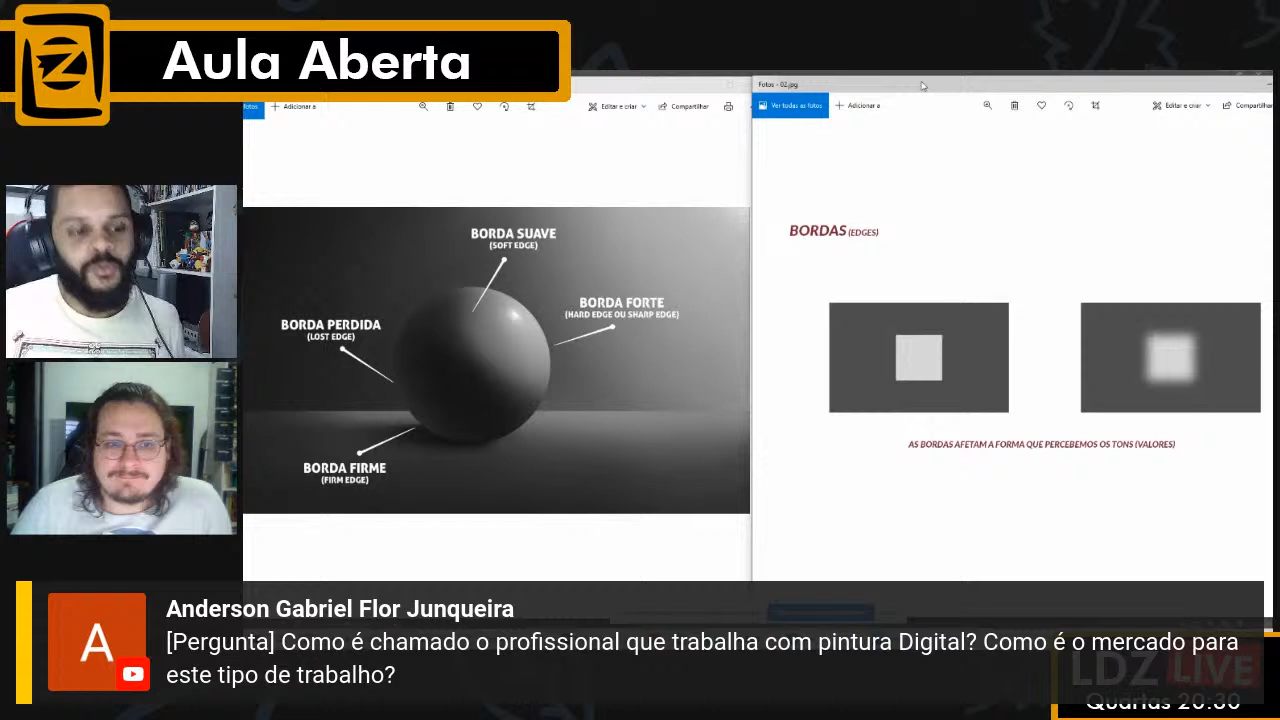 Aula Aberta
fotos
Adicionar a
Editar e criar
Compartilhar
Fotos - 02.jpg
Ver todas as fotos
Adicionar a
Editar e criar
Compartilhar
BORDA SUAVE
(SOFT EDGE)
BORDA FORTE
(HARD EDGE OU SHARP EDGE)
BORDA PERDIDA
(LOST EDGE)
BORDA FIRME
(FIRM EDGE)
BORDAS (EDGES)
AS BORDAS AFETAM A FORMA QUE PERCEBEMOS OS TONS (VALORES)
A
Anderson Gabriel Flor Junqueira
[Pergunta] Como é chamado o profissional que trabalha com pintura Digital? Como é o mercado para
este tipo de trabalho?
LDZ LIVE
Quartas 20:30